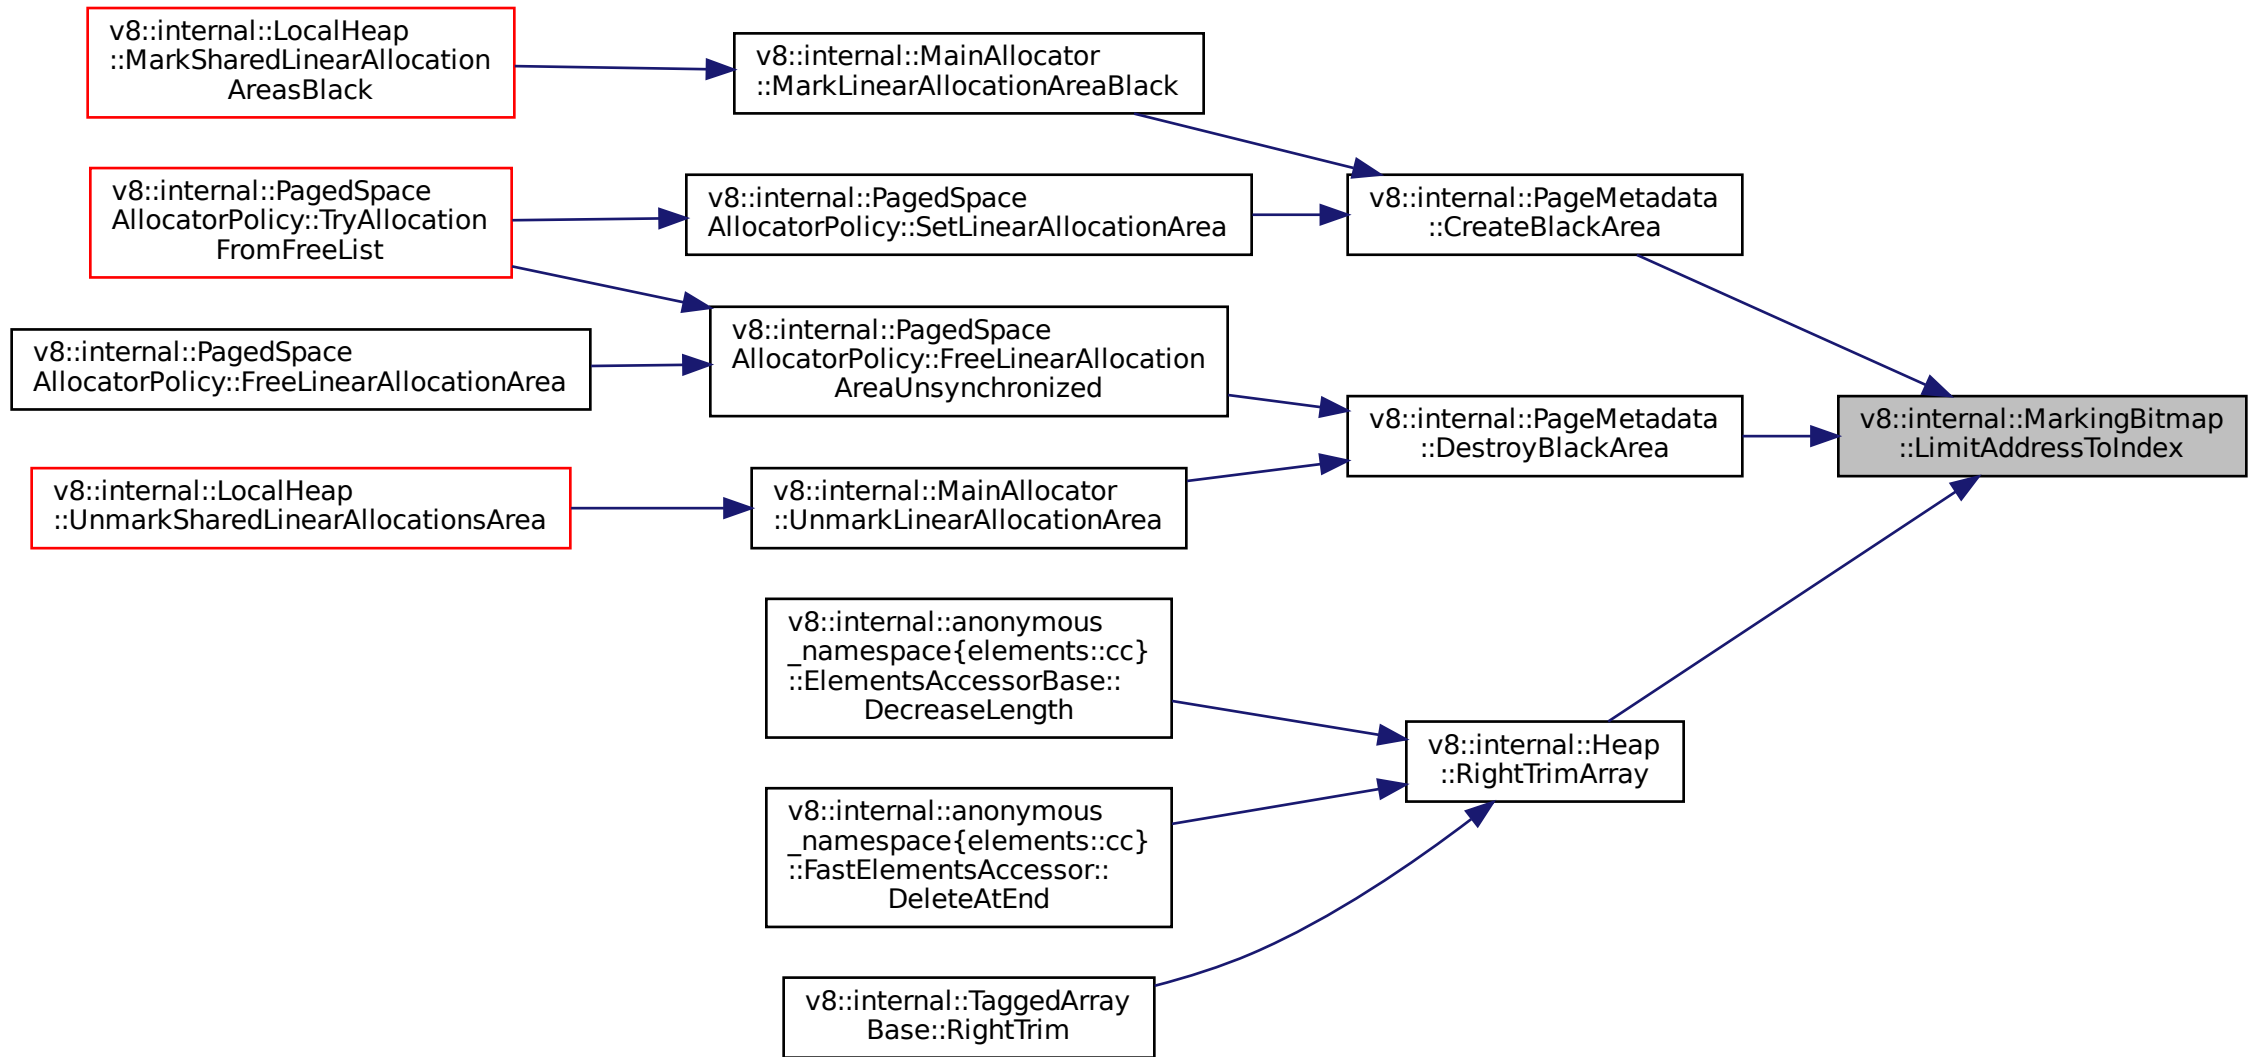 v8::internal::LocalHeap
::MarkSharedLinearAllocation
AreasBlack
v8::internal::MainAllocator
::MarkLinearAllocationAreaBlack
v8::internal::PagedSpace
AllocatorPolicy::TryAllocation
FromFreeList
v8::internal::PagedSpace
AllocatorPolicy::SetLinearAllocationArea
v8::internal::PageMetadata
::CreateBlackArea
v8::internal::PagedSpace
AllocatorPolicy::FreeLinearAllocationArea
v8::internal::PagedSpace
AllocatorPolicy::FreeLinearAllocation
AreaUnsynchronized
v8::internal::PageMetadata
::DestroyBlackArea
v8::internal::MarkingBitmap
::LimitAddressToIndex
v8::internal::LocalHeap
::UnmarkSharedLinearAllocationsArea
v8::internal::MainAllocator
::UnmarkLinearAllocationArea
v8::internal::anonymous
_namespace{elements::cc}
::ElementsAccessorBase::
DecreaseLength
v8::internal::Heap
::RightTrimArray
v8::internal::anonymous
_namespace{elements::cc}
::FastElementsAccessor::
DeleteAtEnd
v8::internal::TaggedArray
Base::RightTrim